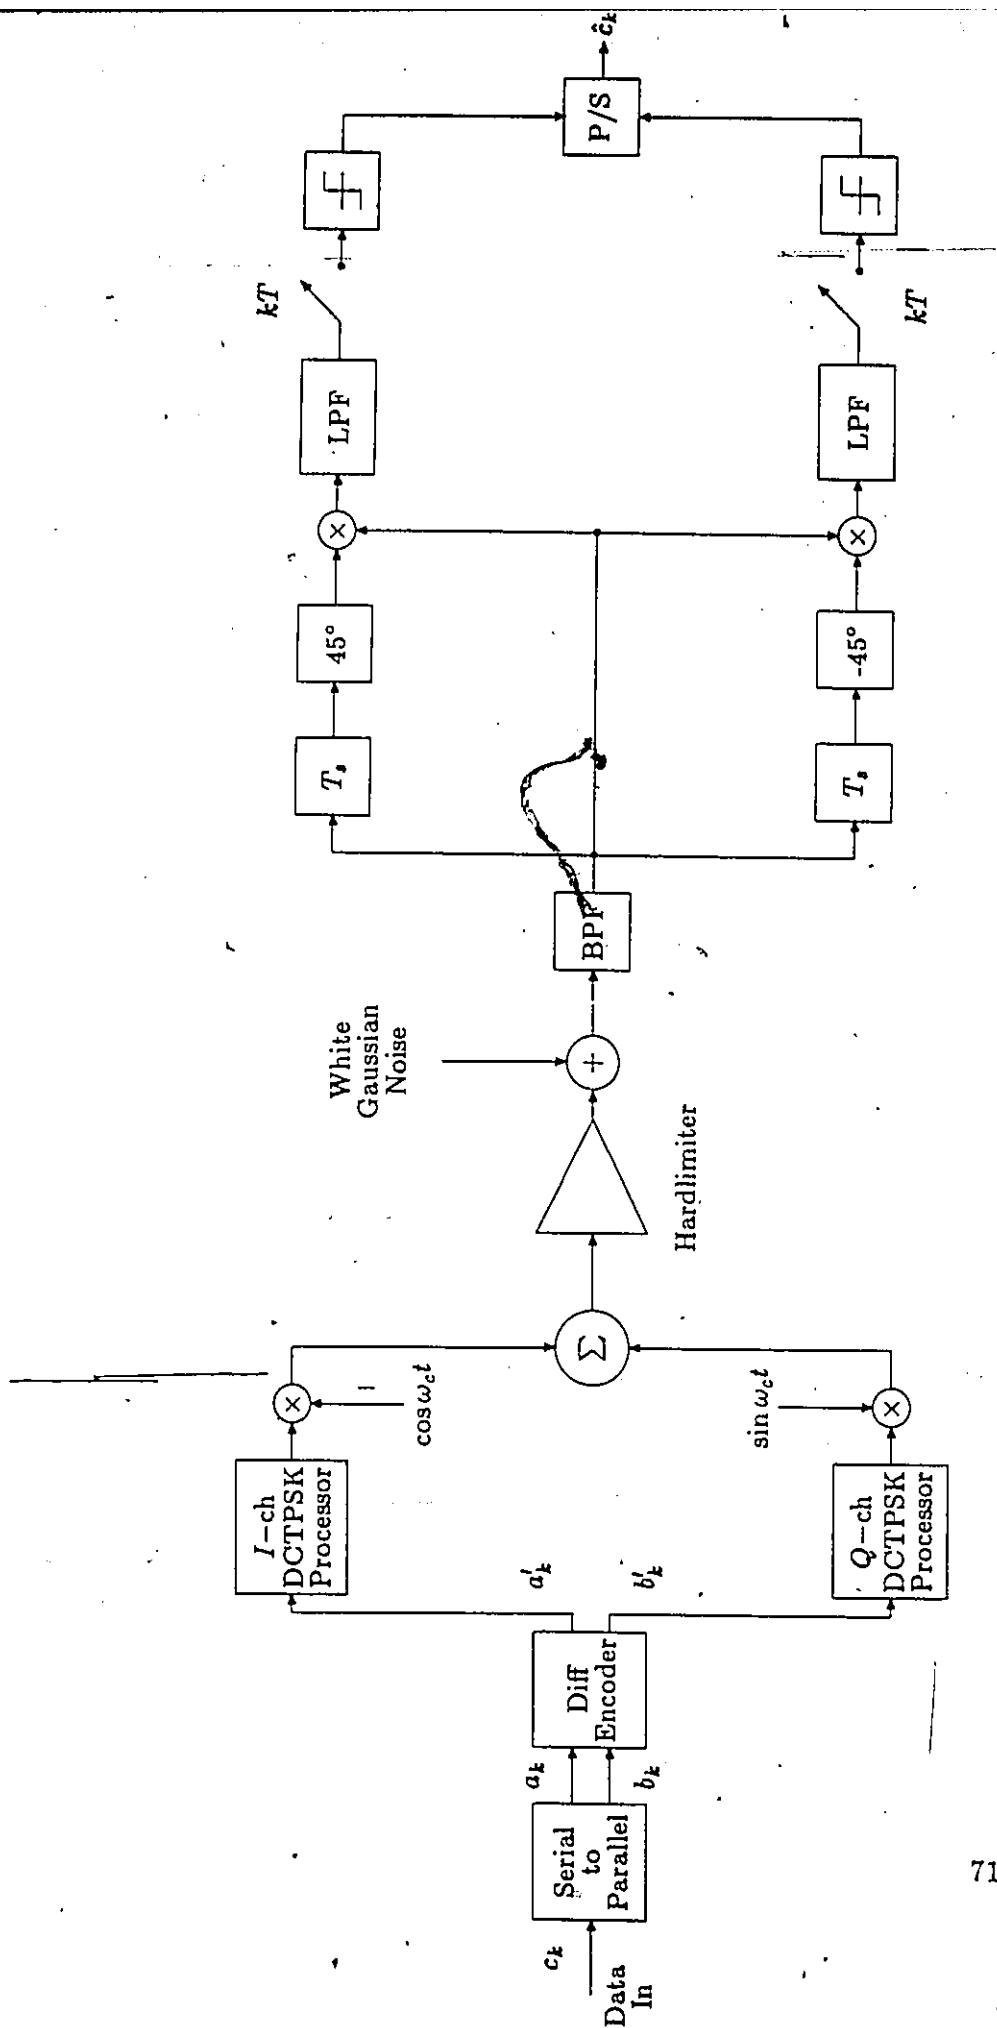 Data
In
c_k
Serial
to
Parallel
a_k
b_k
Diff
Encoder
a'_k
b'_k
I-ch
DCTPSK
Processor
Q-ch
DCTPSK
Processor
×
cos ω_c t
sin ω_c t
×
Σ
Hardlimiter
White
Gaussian
Noise
+
BPF
T_s
45°
×
LPF
kT
T_s
-45°
×
LPF
kT
P/S
ĉ_k
71